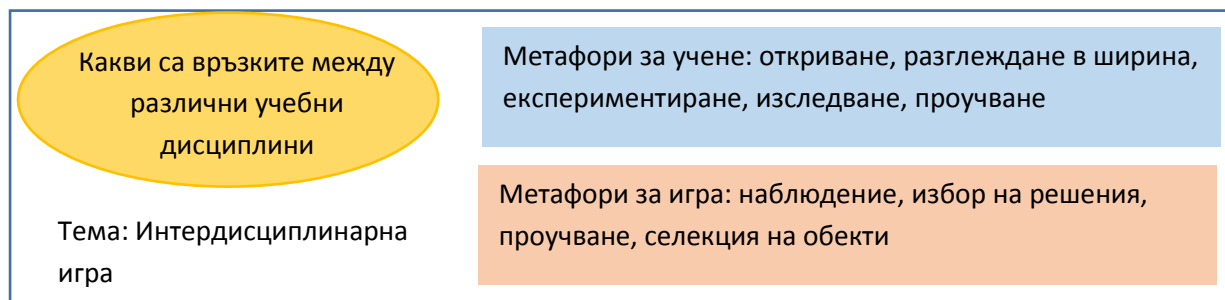 Какви са връзките между
различни учебни
дисциплини
Тема: Интердисциплинарна
игра
Метафори за учене: откриване, разглеждане в ширина,
експериментиране, изследване, проучване
Метафори за игра: наблюдение, избор на решения,
проучване, селекция на обекти